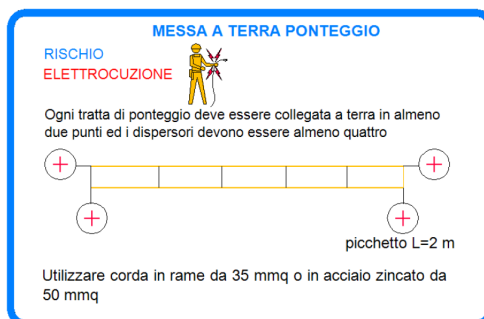 MESSA A TERRA PONTEGGIO
RISCHIO
ELETTROCUZIONE
Ogni tratta di ponteggio deve essere collegata a terra in almeno
due punti ed i dispersori devono essere almeno quattro
picchetto L=2 m
Utilizzare corda in rame da 35 mmq o in acciaio zincato da
50 mmq